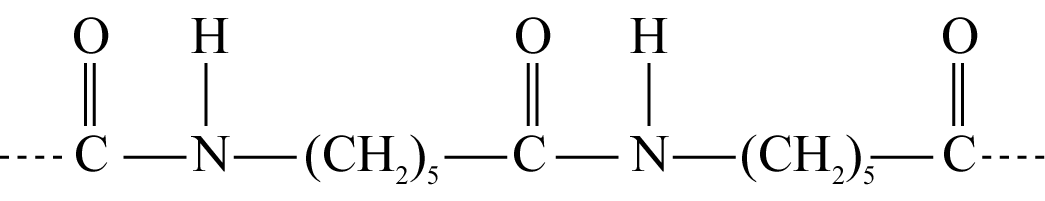 O H O H O
C N (CH₂)₅ C N (CH₂)₅ C